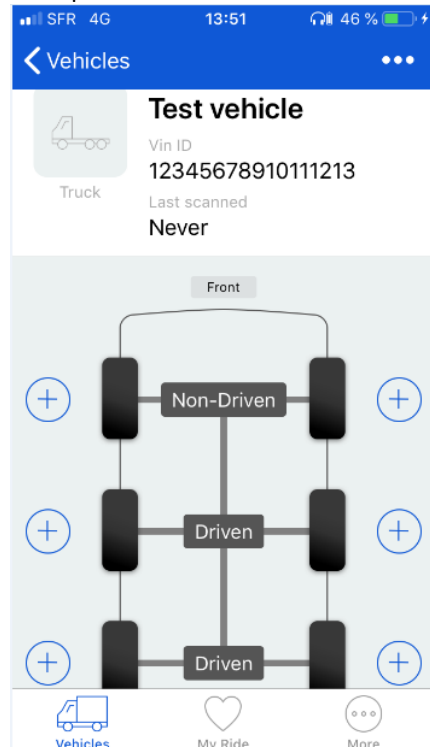 SFR 4G 13:51 46 %
Vehicles
Test vehicle
Vin ID
12345678910111213
Truck
Last scanned
Never
Front
Non-Driven
Driven
Driven
Vehicles My Ride More